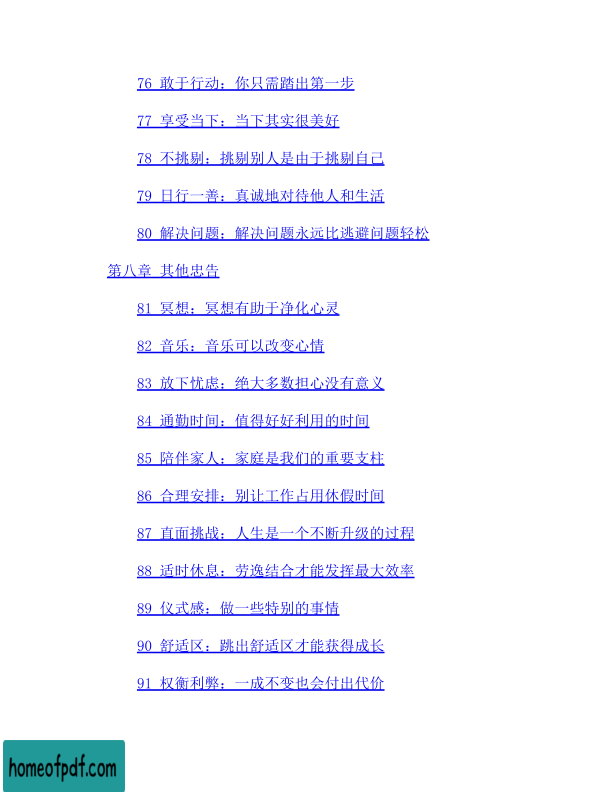 76 敢于行动：你只需踏出第一步
77 享受当下：当下其实很美好
78 不挑剔：挑剔别人是由于挑剔自己
79 日行一善：真诚地对待他人和生活
80 解决问题：解决问题永远比逃避问题轻松
第八章 其他忠告
81 冥想：冥想有助于净化心灵
82 音乐：音乐可以改变心情
83 放下忧虑：绝大多数担心没有意义
84 通勤时间：值得好好利用的时间
85 陪伴家人：家庭是我们的重要支柱
86 合理安排：别让工作占用休假时间
87 直面挑战：人生是一个不断升级的过程
88 适时休息：劳逸结合才能发挥最大效率
89 仪式感：做一些特别的事情
90 舒适区：跳出舒适区才能获得成长
91 权衡利弊：一成不变也会付出代价
homeofpdf.com